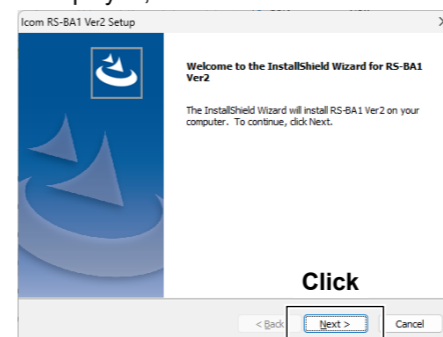 Icom RS-BA1 Ver2 Setup
Welcome to the InstallShield Wizard for RS-BA1
Ver2
The InstallShield Wizard will install RS-BA1 Ver2 on your
computer. To continue, click Next.
Click
< Back Next > Cancel